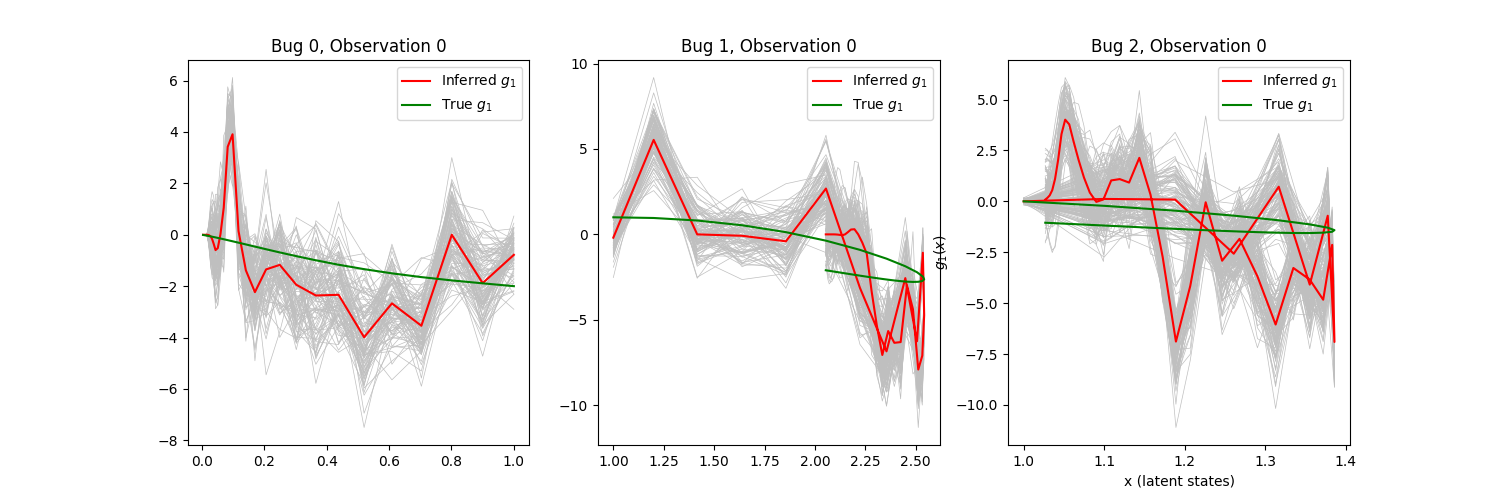 Bug 0, Observation 0
Inferred g₁
True g₁
6
4
2
0
−2
−4
−6
−8
0.0 0.2 0.4 0.6 0.8 1.0
Bug 1, Observation 0
Inferred g₁
True g₁
10
5
0
−5
−10
1.00 1.25 1.50 1.75 2.00 2.25 2.50
Bug 2, Observation 0
Inferred g₁
True g₁
g₁(x)
5.0
2.5
0.0
−2.5
−5.0
−7.5
−10.0
1.0 1.1 1.2 1.3 1.4
x (latent states)